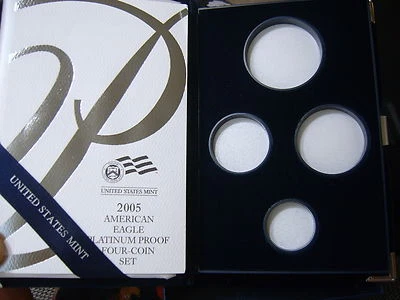 UNITED STATES MINT
2005
AMERICAN
EAGLE
PLATINUM PROOF
FOUR-COIN
SET
UNITED STATES MINT